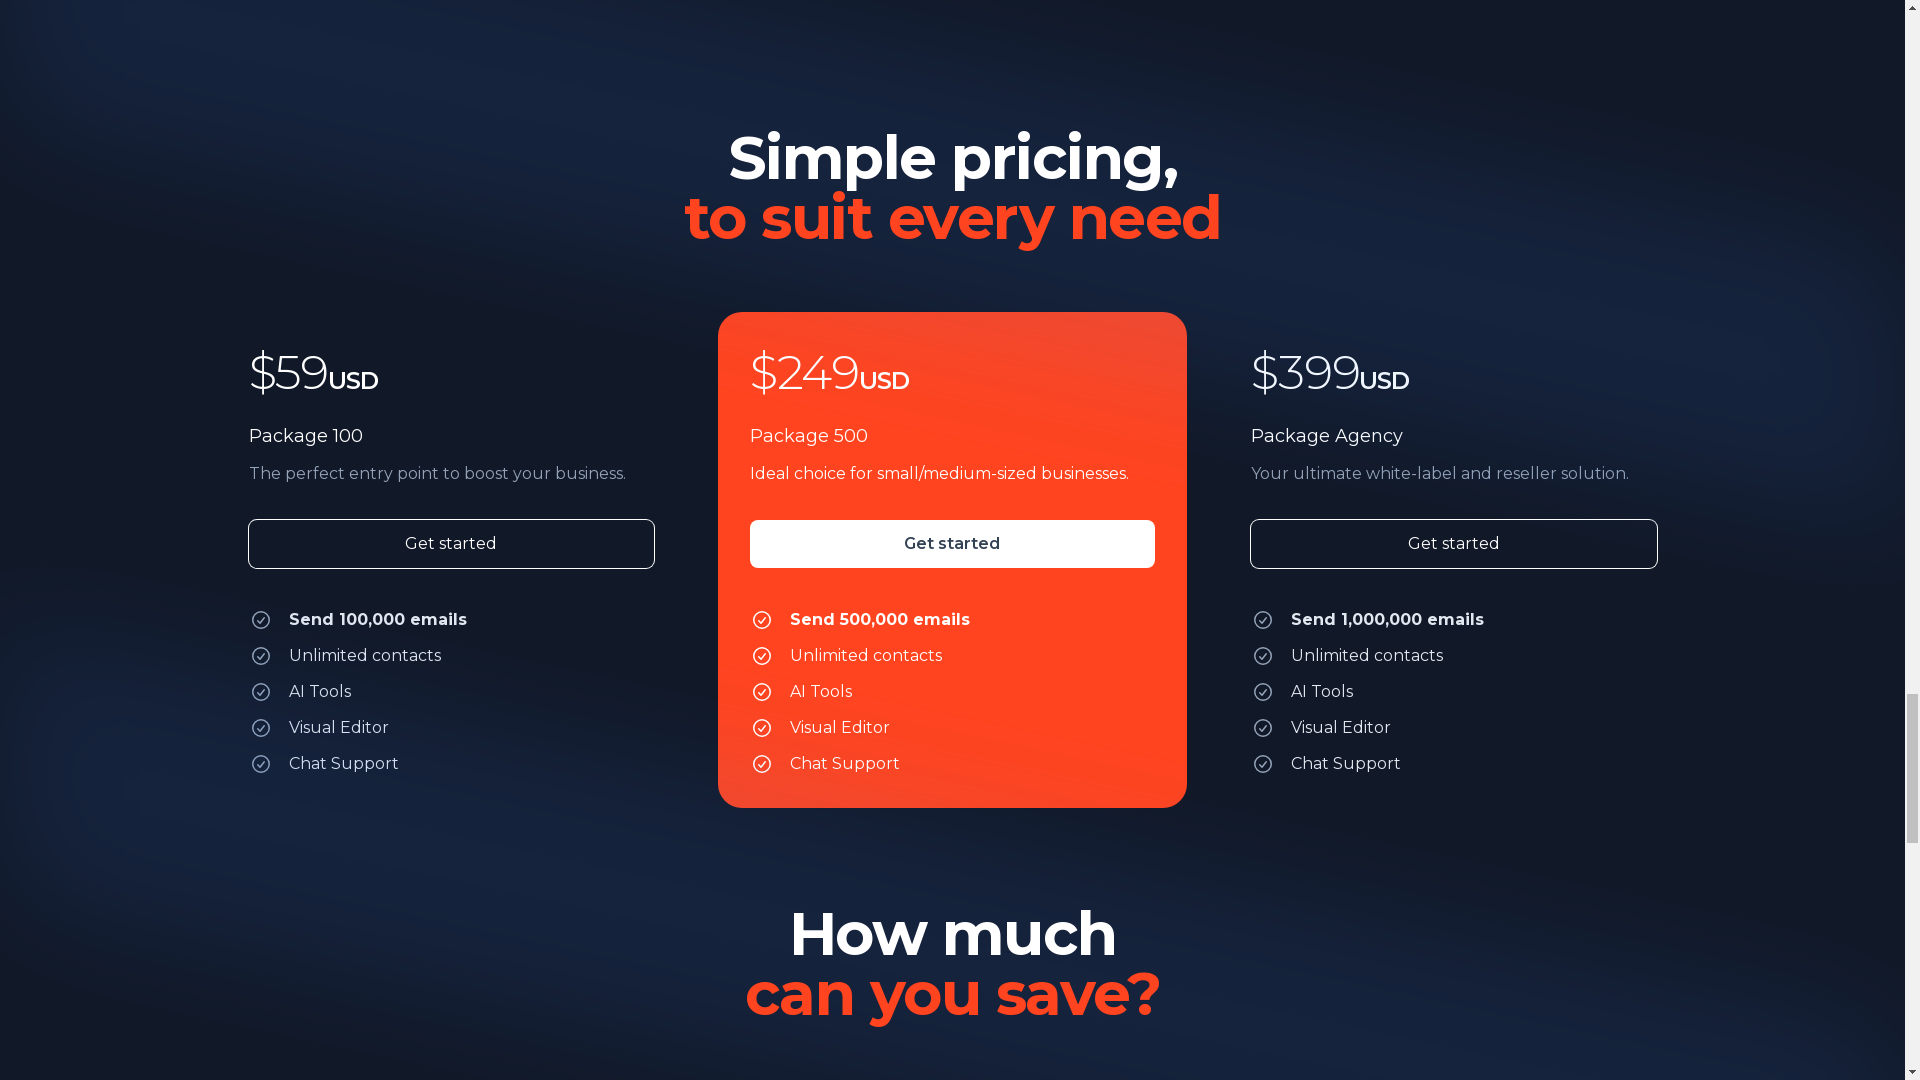 Simple pricing,
to suit every need
$59USD
Package 100
The perfect entry point to boost your business.
Get started
Send 100,000 emails
Unlimited contacts
AI Tools
Visual Editor
Chat Support
$249USD
Package 500
Ideal choice for small/medium-sized businesses.
Get started
Send 500,000 emails
Unlimited contacts
AI Tools
Visual Editor
Chat Support
$399USD
Package Agency
Your ultimate white-label and reseller solution.
Get started
Send 1,000,000 emails
Unlimited contacts
AI Tools
Visual Editor
Chat Support
How much
can you save?